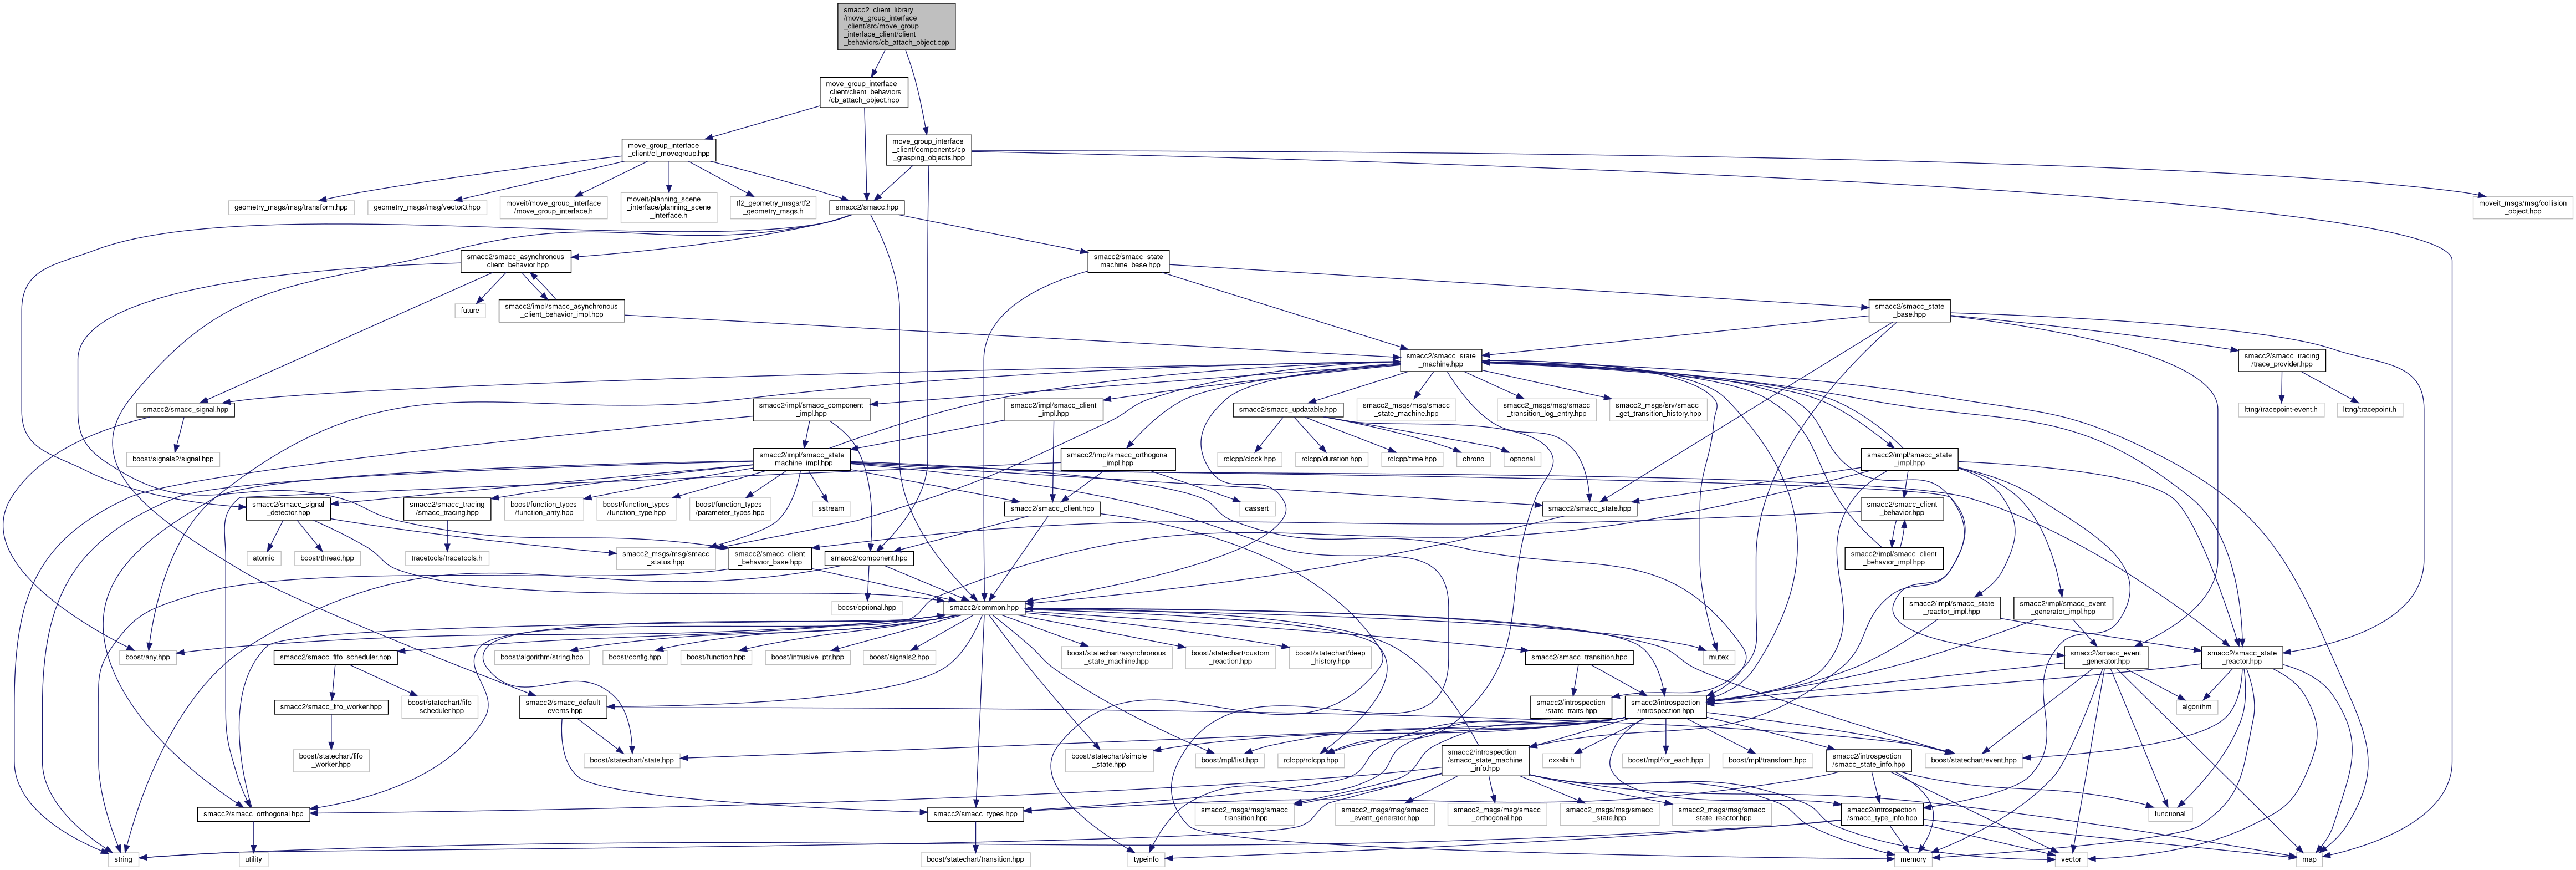 smacc2_client_library
/move_group_interface
_client/src/move_group
_interface_client/client
_behaviors/cb_attach_object.cpp
move_group_interface
_client/client_behaviors
/cb_attach_object.hpp
move_group_interface
_client/cl_movegroup.hpp
move_group_interface
_client/components/cp
_grasping_objects.hpp
geometry_msgs/msg/transform.hpp
geometry_msgs/msg/vector3.hpp
moveit/move_group_interface
/move_group_interface.h
moveit/planning_scene
_interface/planning_scene
_interface.h
tf2_geometry_msgs/tf2
_geometry_msgs.h
smacc2/smacc.hpp
moveit_msgs/msg/collision
_object.hpp
smacc2/smacc_asynchronous
_client_behavior.hpp
smacc2/smacc_state
_machine_base.hpp
future
smacc2/impl/smacc_asynchronous
_client_behavior_impl.hpp
smacc2/smacc_state
_base.hpp
smacc2/smacc_state
_machine.hpp
smacc2/smacc_tracing
/trace_provider.hpp
smacc2/smacc_signal.hpp
smacc2/impl/smacc_component
_impl.hpp
smacc2/impl/smacc_client
_impl.hpp
smacc2/smacc_updatable.hpp
smacc2_msgs/msg/smacc
_state_machine.hpp
smacc2_msgs/msg/smacc
_transition_log_entry.hpp
smacc2_msgs/srv/smacc
_get_transition_history.hpp
lttng/tracepoint-event.h
lttng/tracepoint.h
boost/signals2/signal.hpp
smacc2/impl/smacc_state
_machine_impl.hpp
smacc2/impl/smacc_orthogonal
_impl.hpp
rclcpp/clock.hpp
rclcpp/duration.hpp
rclcpp/time.hpp
chrono
optional
smacc2/impl/smacc_state
_impl.hpp
smacc2/smacc_signal
_detector.hpp
smacc2/smacc_tracing
/smacc_tracing.hpp
boost/function_types
/function_arity.hpp
boost/function_types
/function_type.hpp
boost/function_types
/parameter_types.hpp
sstream
smacc2/smacc_client.hpp
cassert
smacc2/smacc_state.hpp
smacc2/smacc_client
_behavior.hpp
atomic
boost/thread.hpp
tracetools/tracetools.h
smacc2_msgs/msg/smacc
_status.hpp
smacc2/smacc_client
_behavior_base.hpp
smacc2/component.hpp
smacc2/impl/smacc_client
_behavior_impl.hpp
boost/optional.hpp
smacc2/common.hpp
smacc2/impl/smacc_state
_reactor_impl.hpp
smacc2/impl/smacc_event
_generator_impl.hpp
boost/any.hpp
smacc2/smacc_fifo_scheduler.hpp
boost/algorithm/string.hpp
boost/config.hpp
boost/function.hpp
boost/intrusive_ptr.hpp
boost/signals2.hpp
boost/statechart/asynchronous
_state_machine.hpp
boost/statechart/custom
_reaction.hpp
boost/statechart/deep
_history.hpp
smacc2/smacc_transition.hpp
mutex
smacc2/smacc_event
_generator.hpp
smacc2/smacc_state
_reactor.hpp
smacc2/smacc_fifo_worker.hpp
boost/statechart/fifo
_scheduler.hpp
smacc2/smacc_default
_events.hpp
smacc2/introspection
/state_traits.hpp
smacc2/introspection
/introspection.hpp
algorithm
boost/statechart/fifo
_worker.hpp
boost/statechart/state.hpp
boost/statechart/simple
_state.hpp
boost/mpl/list.hpp
rclcpp/rclcpp.hpp
smacc2/introspection
/smacc_state_machine
_info.hpp
cxxabi.h
boost/mpl/for_each.hpp
boost/mpl/transform.hpp
smacc2/introspection
/smacc_state_info.hpp
boost/statechart/event.hpp
smacc2/smacc_orthogonal.hpp
smacc2/smacc_types.hpp
smacc2_msgs/msg/smacc
_transition.hpp
smacc2_msgs/msg/smacc
_event_generator.hpp
smacc2_msgs/msg/smacc
_orthogonal.hpp
smacc2_msgs/msg/smacc
_state.hpp
smacc2_msgs/msg/smacc
_state_reactor.hpp
smacc2/introspection
/smacc_type_info.hpp
functional
string
utility
boost/statechart/transition.hpp
typeinfo
memory
vector
map